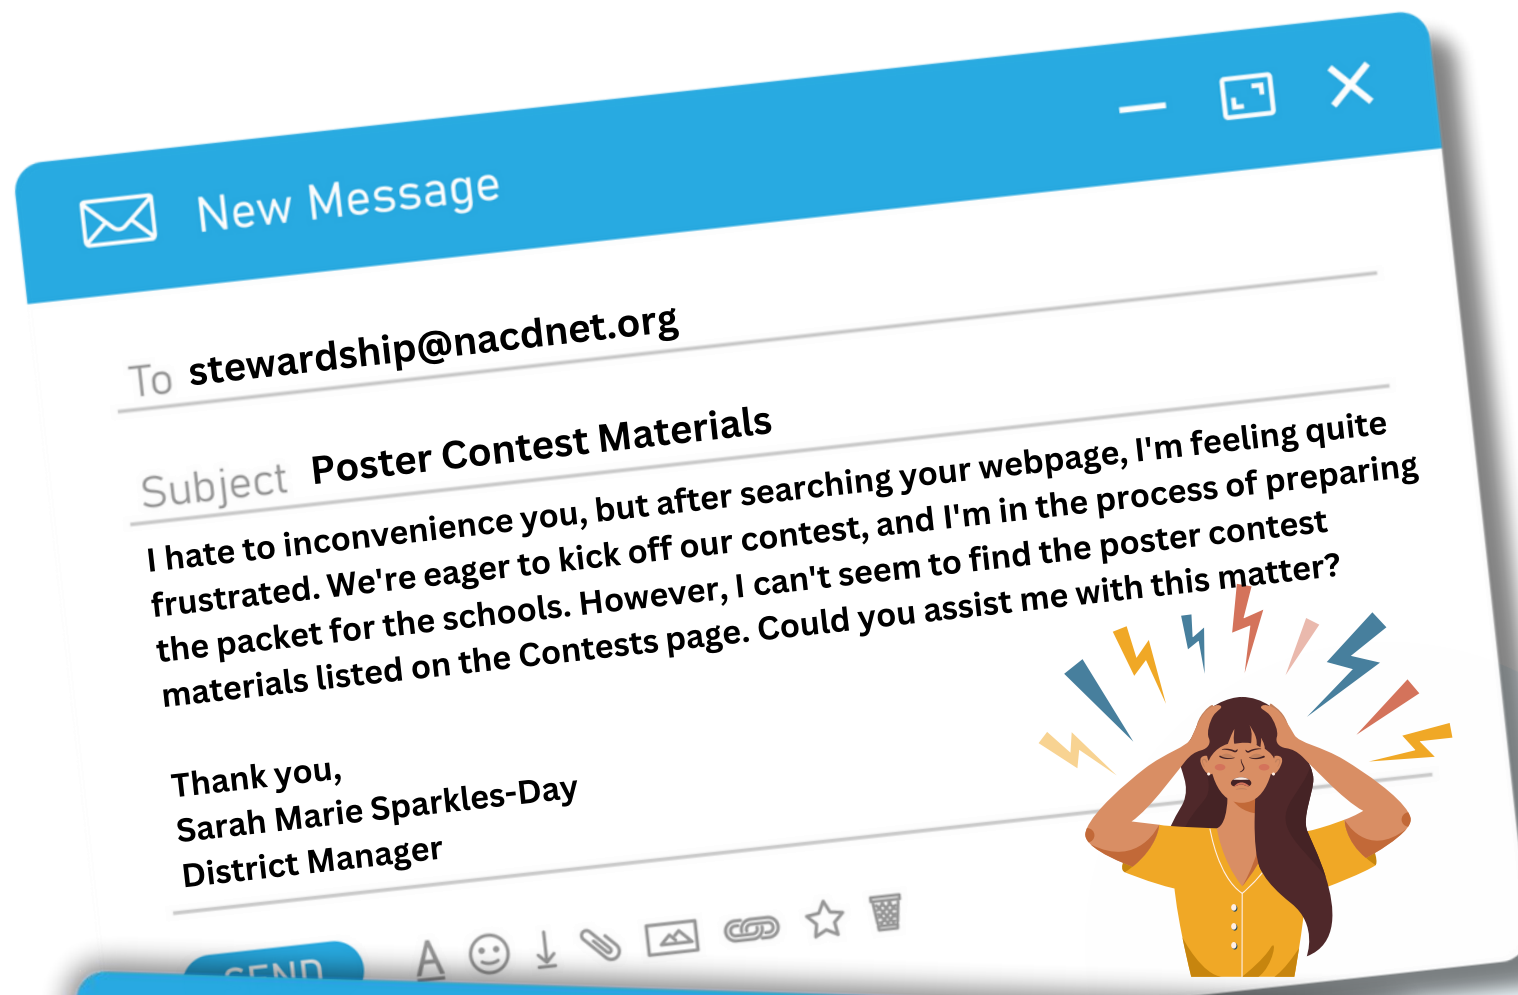 New Message
To stewardship@nacdnet.org
Subject Poster Contest Materials
I hate to inconvenience you, but after searching your webpage, I'm feeling quite
frustrated. We're eager to kick off our contest, and I'm in the process of preparing
the packet for the schools. However, I can't seem to find the poster contest
materials listed on the Contests page. Could you assist me with this matter?
Thank you,
Sarah Marie Sparkles-Day
District Manager
SEND
A